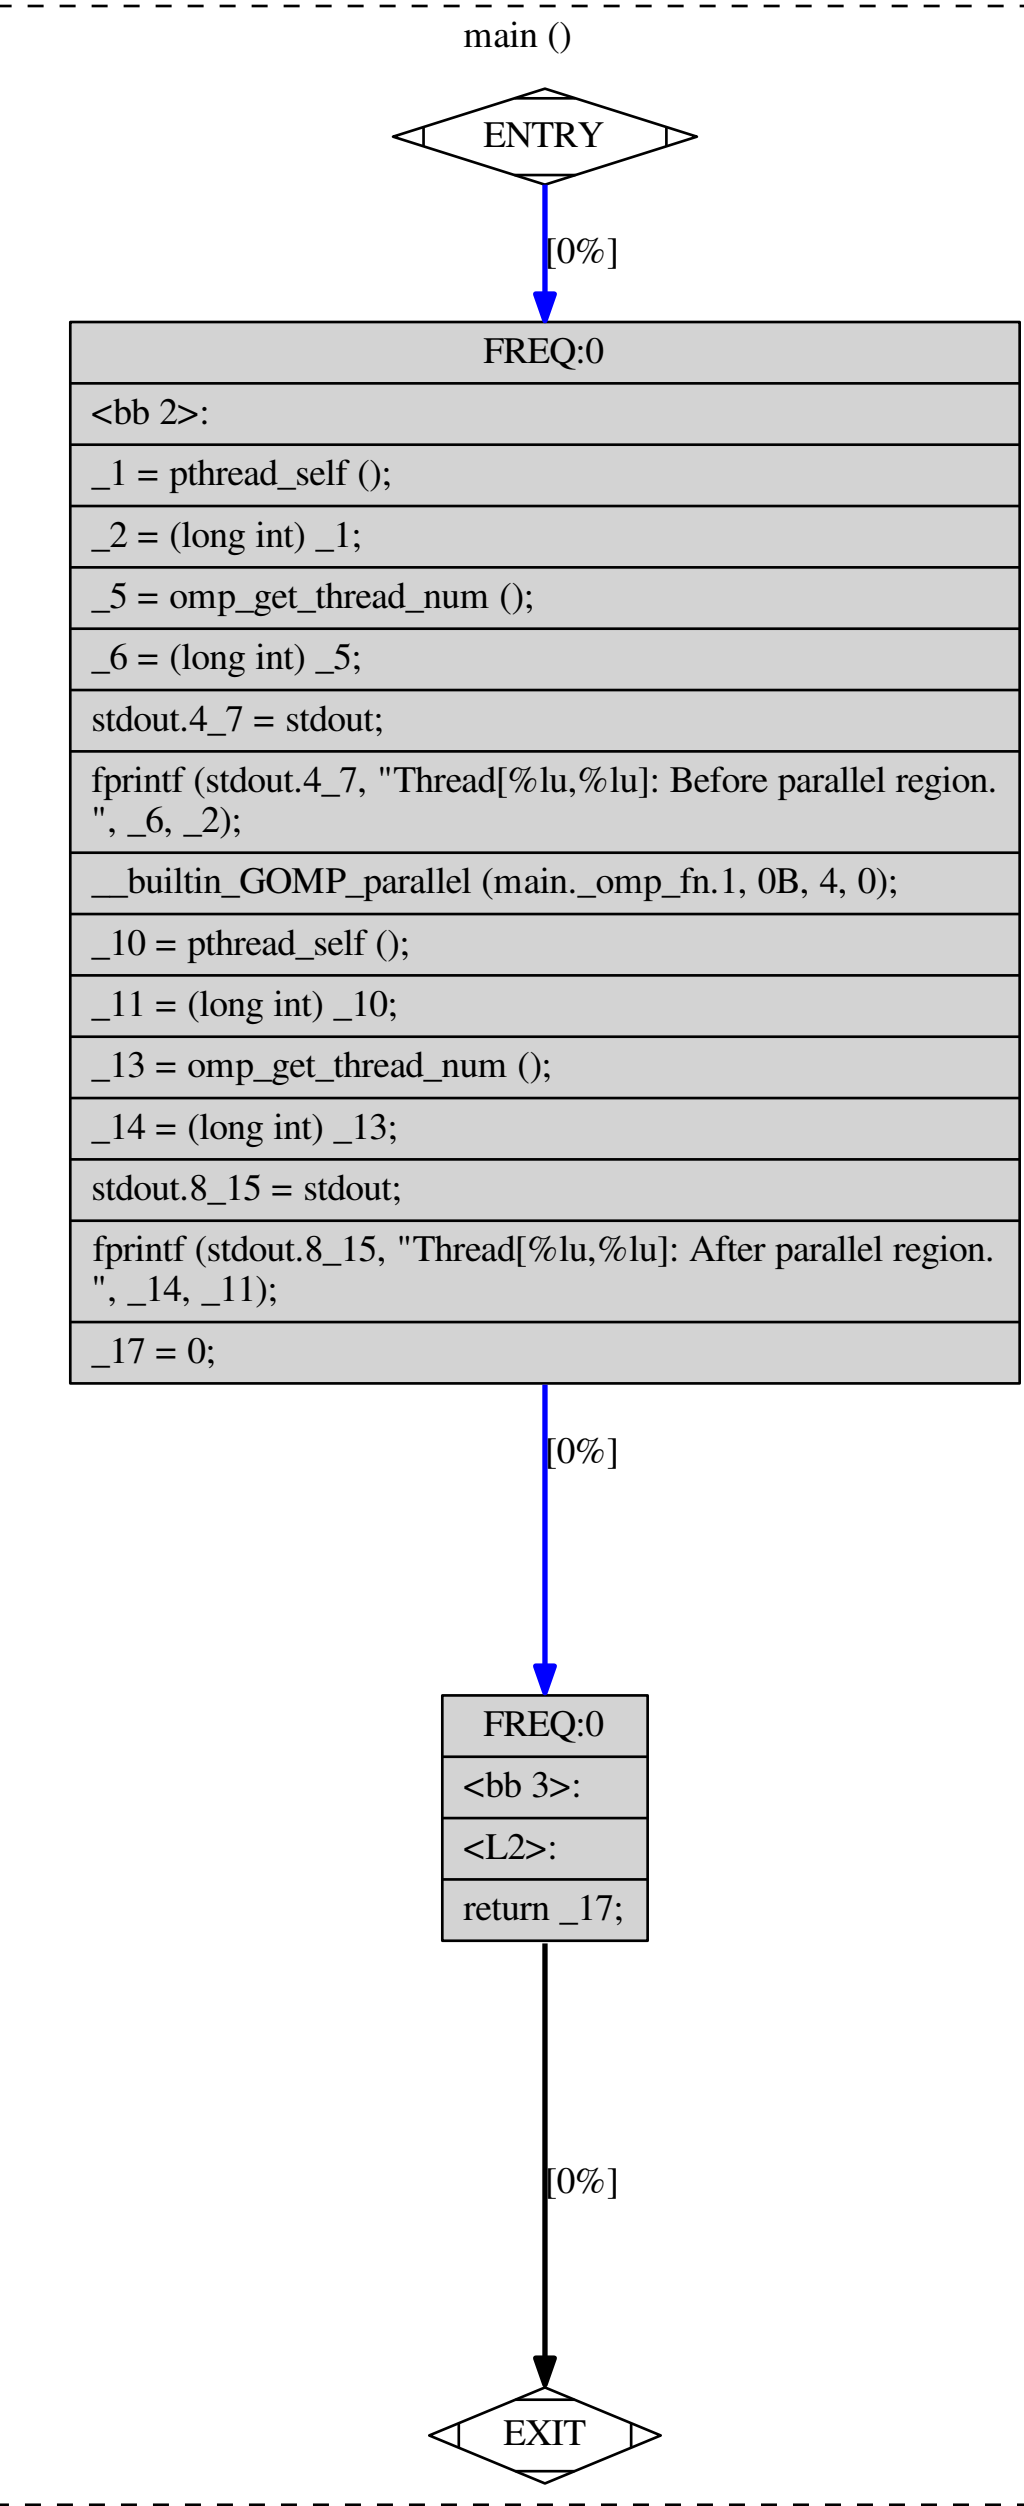 main ()
ENTRY
[0%]
FREQ:0
<bb 2>:
_1 = pthread_self ();
_2 = (long int) _1;
_5 = omp_get_thread_num ();
_6 = (long int) _5;
stdout.4_7 = stdout;
fprintf (stdout.4_7, "Thread[%lu,%lu]: Before parallel region.
", _6, _2);
__builtin_GOMP_parallel (main._omp_fn.1, 0B, 4, 0);
_10 = pthread_self ();
_11 = (long int) _10;
_13 = omp_get_thread_num ();
_14 = (long int) _13;
stdout.8_15 = stdout;
fprintf (stdout.8_15, "Thread[%lu,%lu]: After parallel region.
", _14, _11);
_17 = 0;
[0%]
FREQ:0
<bb 3>:
<L2>:
return _17;
[0%]
EXIT